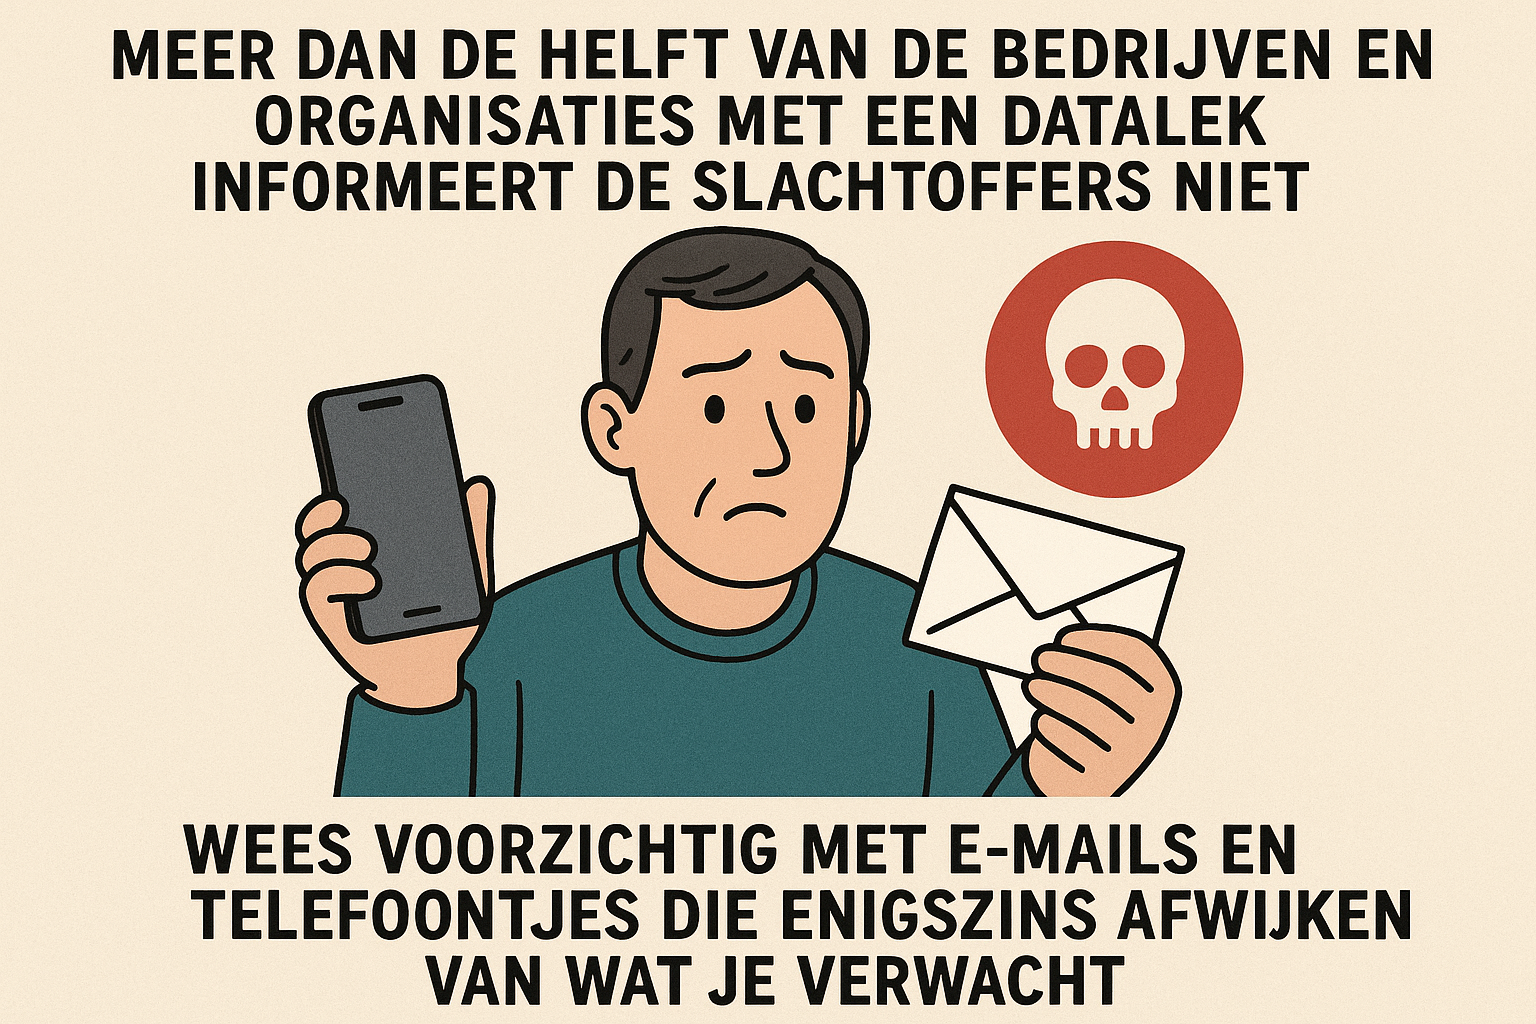 MEER DAN DE HELFT VAN DE BEDRIJVEN EN
ORGANISATIES MET EEN DATALEK
INFORMEERT DE SLACHTOFFERS NIET
WEES VOORZICHTIG MET E-MAILS EN
TELEFOONTJES DIE ENIGSZINS AFWIJKEN
VAN WAT JE VERWACHT